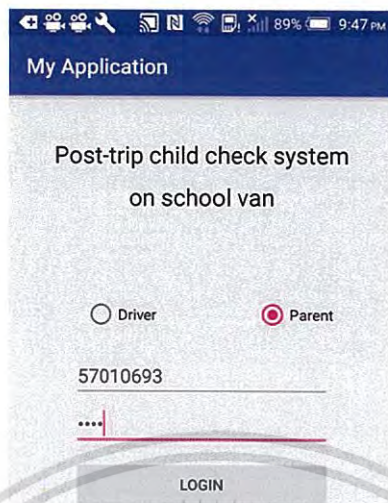 89% 9:47 PM
My Application
Post-trip child check system
on school van
Driver Parent
57010693
••••
LOGIN